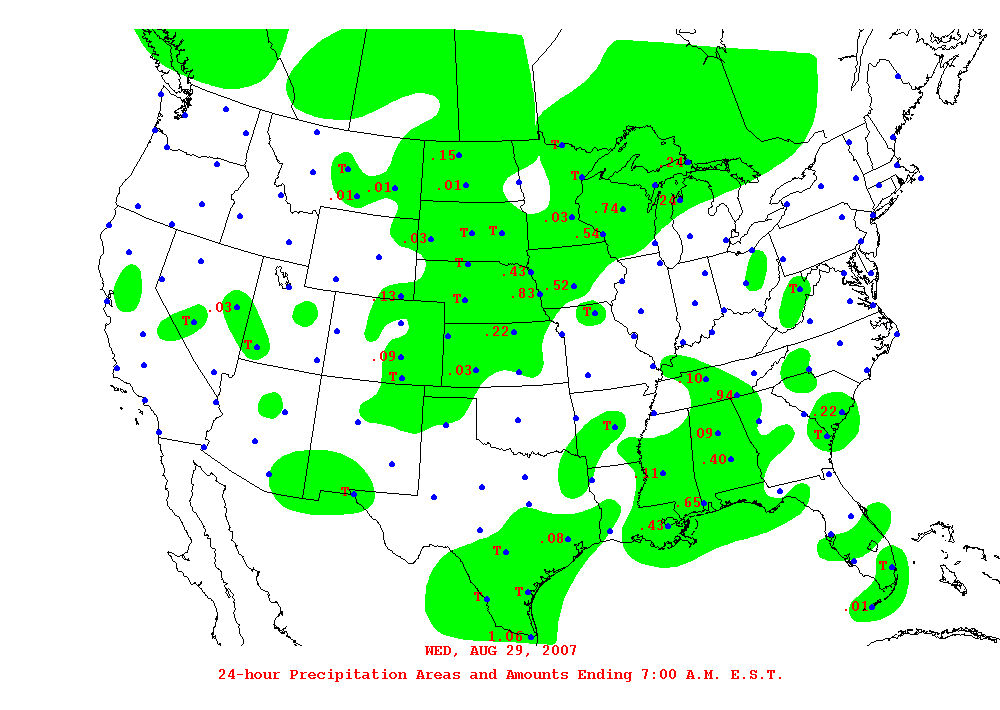 T
.15
.24
T
T
.01
.01
.01
.24
.74
.03
.54
.03
T
T
T
.43
.52
.83
T
.13
T
.03
T
T
.22
T
.09
.03
T
.10
.94
.22
T
.09
T
.40
.11
T
.65
.43
.08
T
T
T
T
.01
1.06
WED, AUG 29, 2007
24-hour Precipitation Areas and Amounts Ending 7:00 A.M. E.S.T.